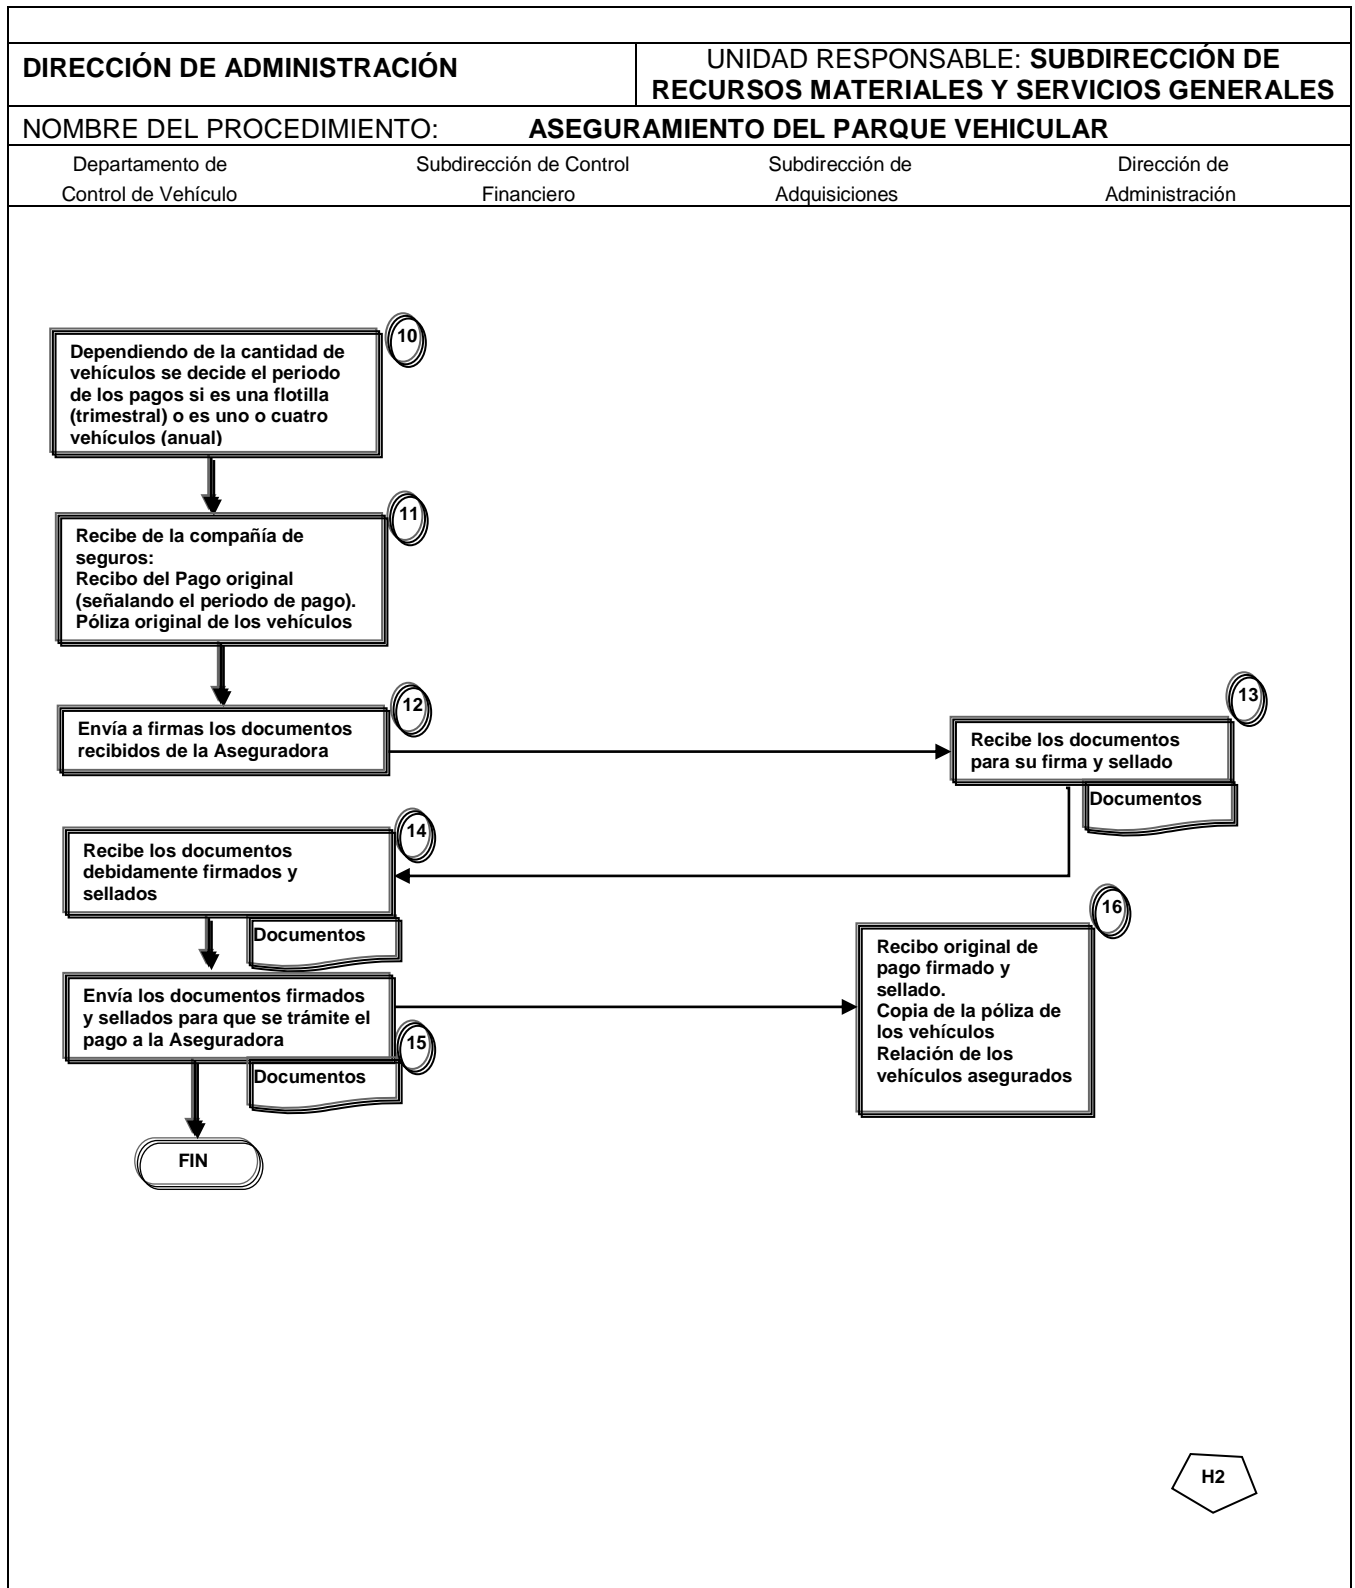 DIRECCIÓN DE ADMINISTRACIÓN
UNIDAD RESPONSABLE: SUBDIRECCIÓN DE
RECURSOS MATERIALES Y SERVICIOS GENERALES
NOMBRE DEL PROCEDIMIENTO: ASEGURAMIENTO DEL PARQUE VEHICULAR
Departamento de
Control de Vehículo
Subdirección de Control
Financiero
Subdirección de
Adquisiciones
Dirección de
Administración
10
Dependiendo de la cantidad de
vehículos se decide el periodo
de los pagos si es una flotilla
(trimestral) o es uno o cuatro
vehículos (anual)
11
Recibe de la compañía de
seguros:
Recibo del Pago original
(señalando el periodo de pago).
Póliza original de los vehículos
12
Envía a firmas los documentos
recibidos de la Aseguradora
13
Recibe los documentos
para su firma y sellado
Documentos
14
Recibe los documentos
debidamente firmados y
sellados
Documentos
Envía los documentos firmados
y sellados para que se trámite el
pago a la Aseguradora
15
Documentos
16
Recibo original de
pago firmado y
sellado.
Copia de la póliza de
los vehículos
Relación de los
vehículos asegurados
FIN
H2